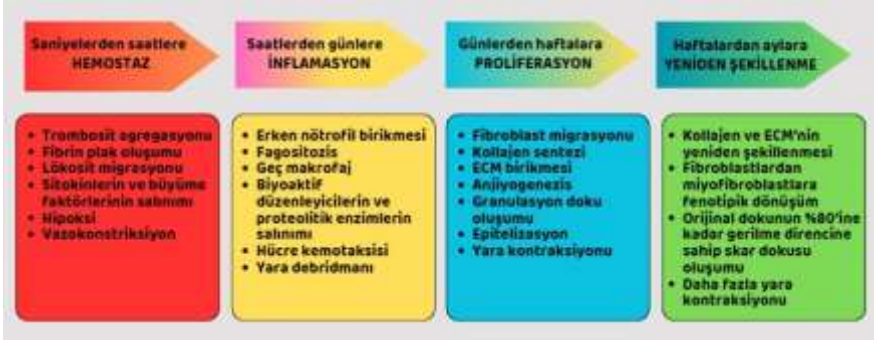 Saniyelerden saatlere
HEMOSTAZ
Saatlerden günlere
İNFLAMASYON
Günlerden haftalara
PROLİFERASYON
Haftalardan aylara
YENİDEN ŞEKİLLENME
• Trombosit agregasyonu
• Fibrin plak oluşumu
• Lökosit migrasyonu
• Sitokinlerin ve büyüme
faktörlerinin salınımı
• Hipoksi
• Vazokonstriksiyon
• Erken nötrofil birikmesi
• Fagositozis
• Geç makrofaj
• Biyoaktif
düzenleyicilerin ve
proteolitik enzimlerin
salınımı
• Hücre kemotaksisi
• Yara debridmanı
• Fibroblast migrasyonu
• Kollajen sentezi
• ECM birikmesi
• Anjiyogenezis
• Granulasyon doku
oluşumu
• Epitelizasyon
• Yara kontraksiyonu
• Kollajen ve ECM'nin
yeniden şekillenmesi
• Fibroblastlardan
miyofibroblastlara
fenotipik dönüşüm
• Orijinal dokunun %80'ine
kadar gerilme direncine
sahip skar dokusu
oluşumu
• Daha fazla yara
kontraksiyonu